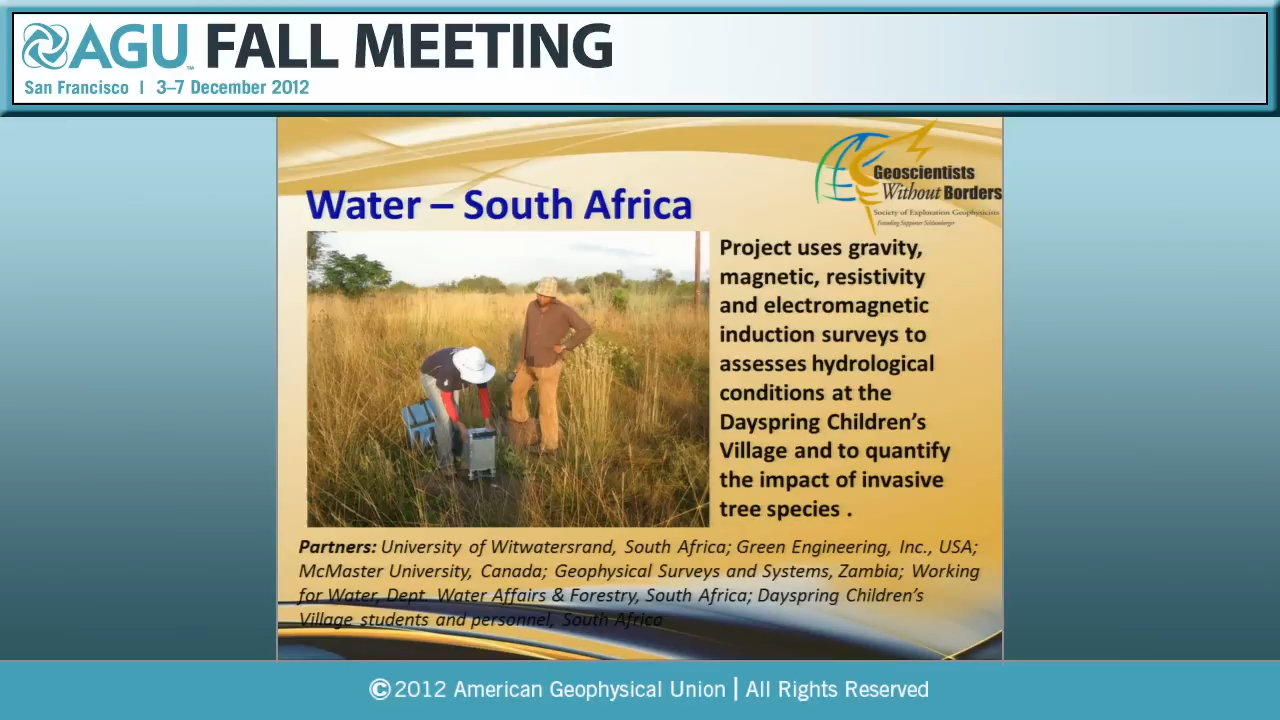 AGU FALL MEETING
San Francisco | 3–7 December 2012
Geoscientists
Without Borders
Society of Exploration Geophysicists
Founding Supporter Schlumberger
Water – South Africa
Project uses gravity,
magnetic, resistivity
and electromagnetic
induction surveys to
assesses hydrological
conditions at the
Dayspring Children’s
Village and to quantify
the impact of invasive
tree species .
Partners: University of Witwatersrand, South Africa; Green Engineering, Inc., USA;
McMaster University, Canada; Geophysical Surveys and Systems, Zambia; Working
for Water, Dept. Water Affairs & Forestry, South Africa; Dayspring Children’s
Village students and personnel, South Africa
©2012 American Geophysical Union | All Rights Reserved